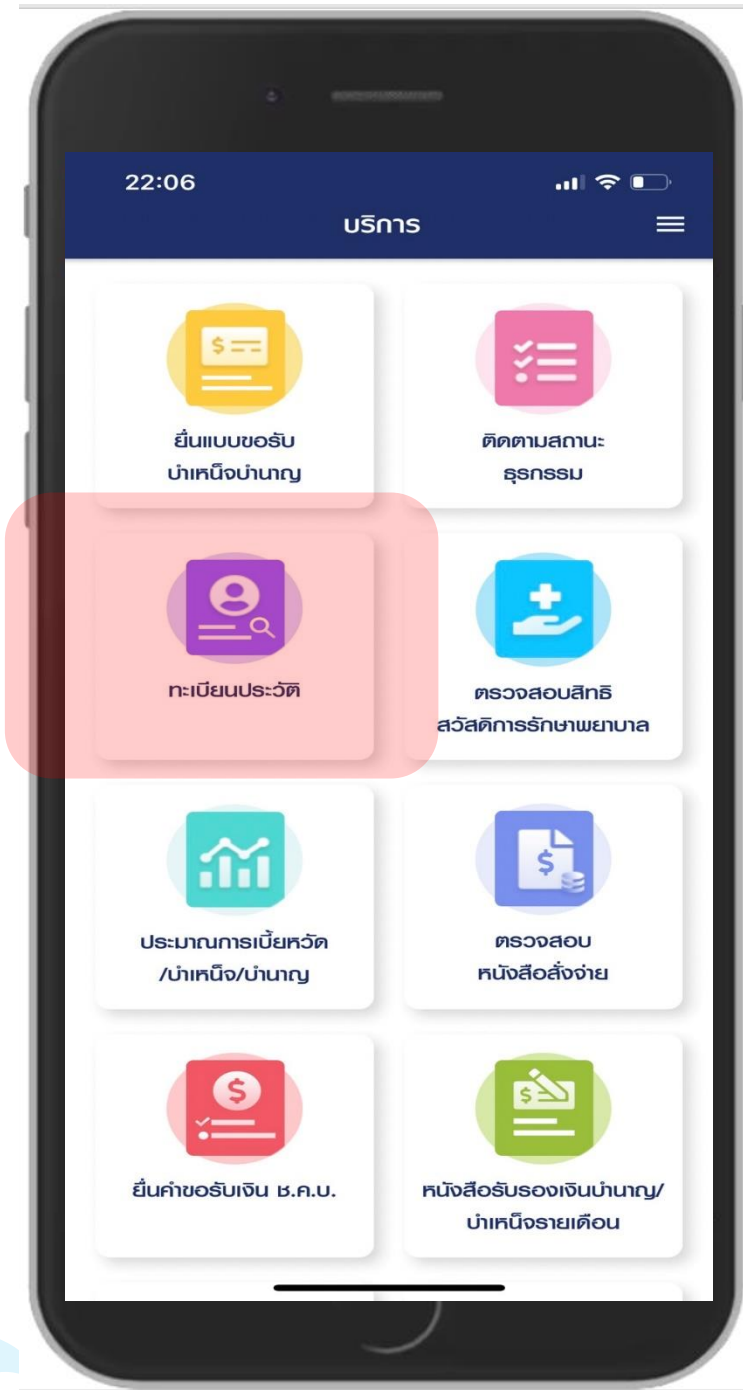 22:06
บริการ
ยื่นแบบขอรับ
บำเหน็จบำนาญ
ติดตามสถานะ
ธุรกรรม
ทะเบียนประวัติ
ตรวจสอบสิทธิ
สวัสดิการรักษาพยาบาล
ประมาณการเบี้ยหวัด
/บำเหน็จ/บำนาญ
ตรวจสอบ
หนังสือสั่งจ่าย
ยื่นคำขอรับเงิน ช.ค.บ.
หนังสือรับรองเงินบำนาญ/
บำเหน็จรายเดือน